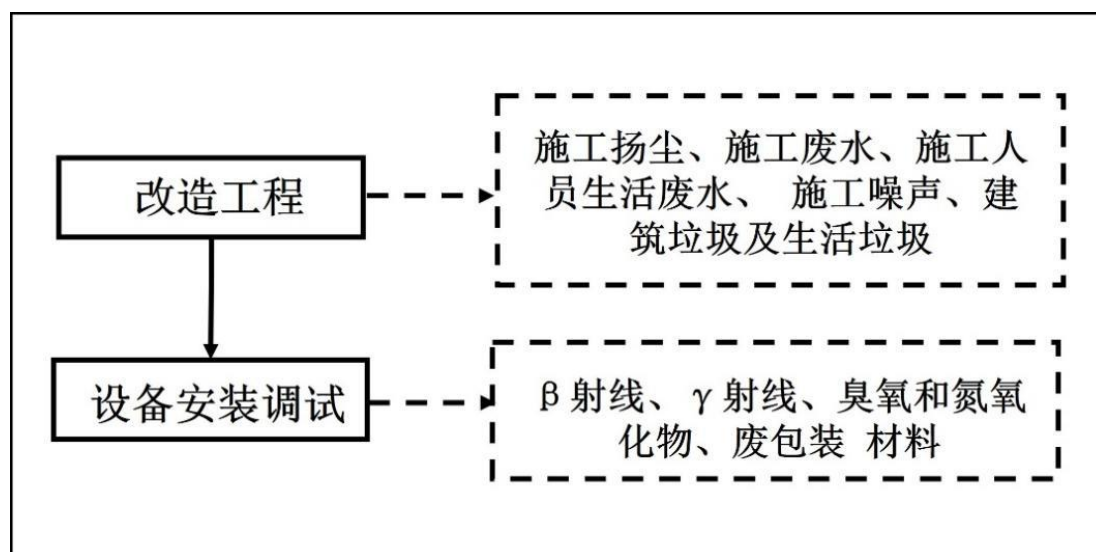 改造工程
施工扬尘、施工废水、施工人
员生活废水、 施工噪声、建
筑垃圾及生活垃圾
设备安装调试
β射线、γ射线、臭氧和氮氧
化物、废包装 材料